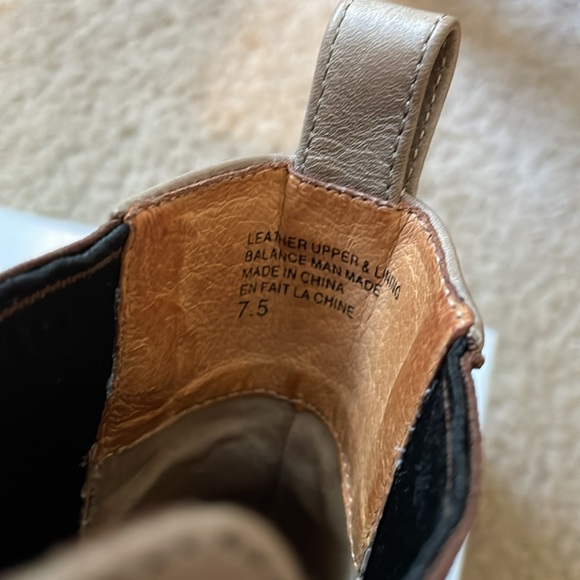 LEATHER UPPER & LINING
BALANCE MAN MADE
MADE IN CHINA
EN FAIT LA CHINE
7.5